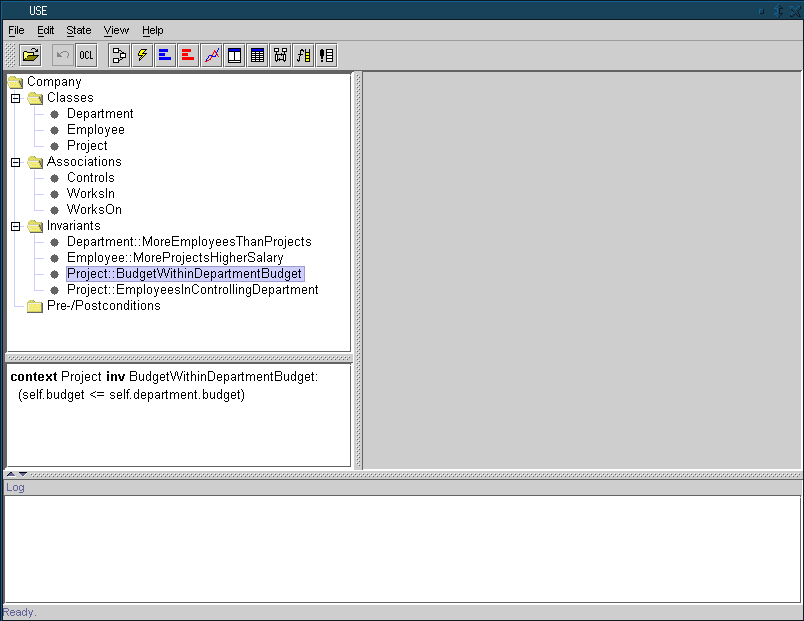 USE
File Edit State View Help
OCL
Company
Classes
Department
Employee
Project
Associations
Controls
WorksIn
WorksOn
Invariants
Department::MoreEmployeesThanProjects
Employee::MoreProjectsHigherSalary
Project::BudgetWithinDepartmentBudget
Project::EmployeesInControllingDepartment
Pre-/Postconditions
context Project inv BudgetWithinDepartmentBudget:
(self.budget <= self.department.budget)
Log
Ready.